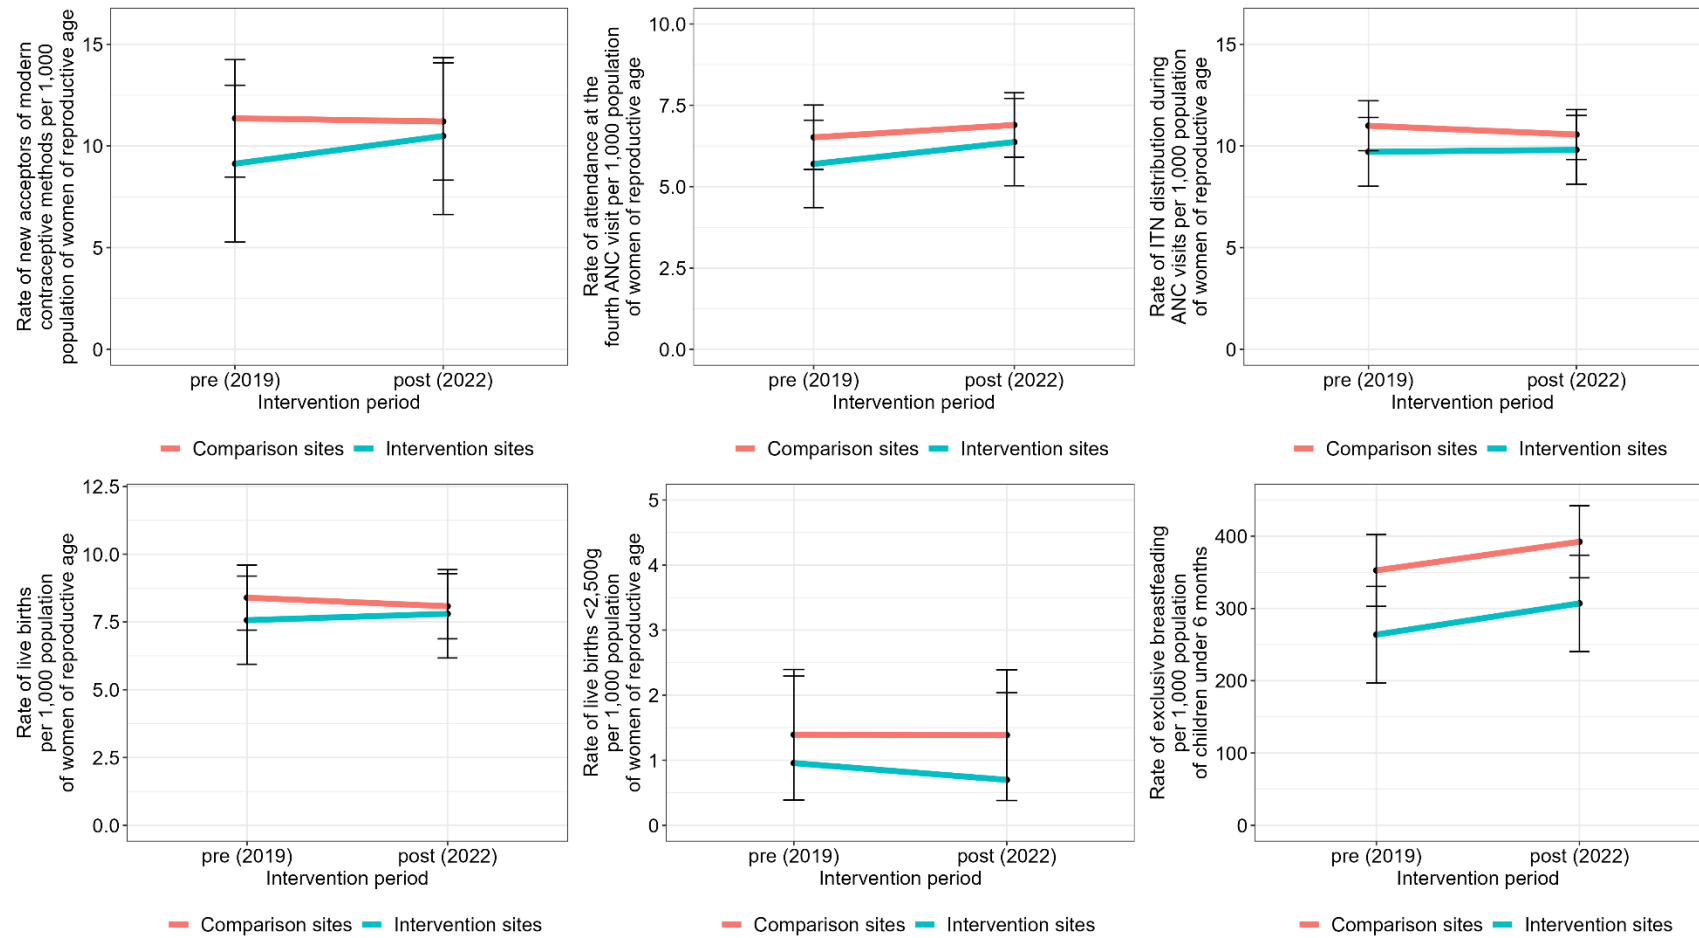 Rate of new acceptors of modern
contraceptive methods per 1,000
population of women of reproductive age
15
10
5
0
pre (2019) post (2022)
Intervention period
Comparison sites Intervention sites
Rate of attendance at the
fourth ANC visit per 1,000 population
of women of reproductive age
10.0
7.5
5.0
2.5
0.0
pre (2019) post (2022)
Intervention period
Comparison sites Intervention sites
Rate of ITN distribution during
ANC visits per 1,000 population
of women of reproductive age
15
10
5
0
pre (2019) post (2022)
Intervention period
Comparison sites Intervention sites
Rate of live births
per 1,000 population
of women of reproductive age
12.5
10.0
7.5
5.0
2.5
0.0
pre (2019) post (2022)
Intervention period
Comparison sites Intervention sites
Rate of live births <2,500g
per 1,000 population
of women of reproductive age
5
4
3
2
1
0
pre (2019) post (2022)
Intervention period
Comparison sites Intervention sites
Rate of exclusive breastfeading
per 1,000 population
of children under 6 months
400
300
200
100
0
pre (2019) post (2022)
Intervention period
Comparison sites Intervention sites